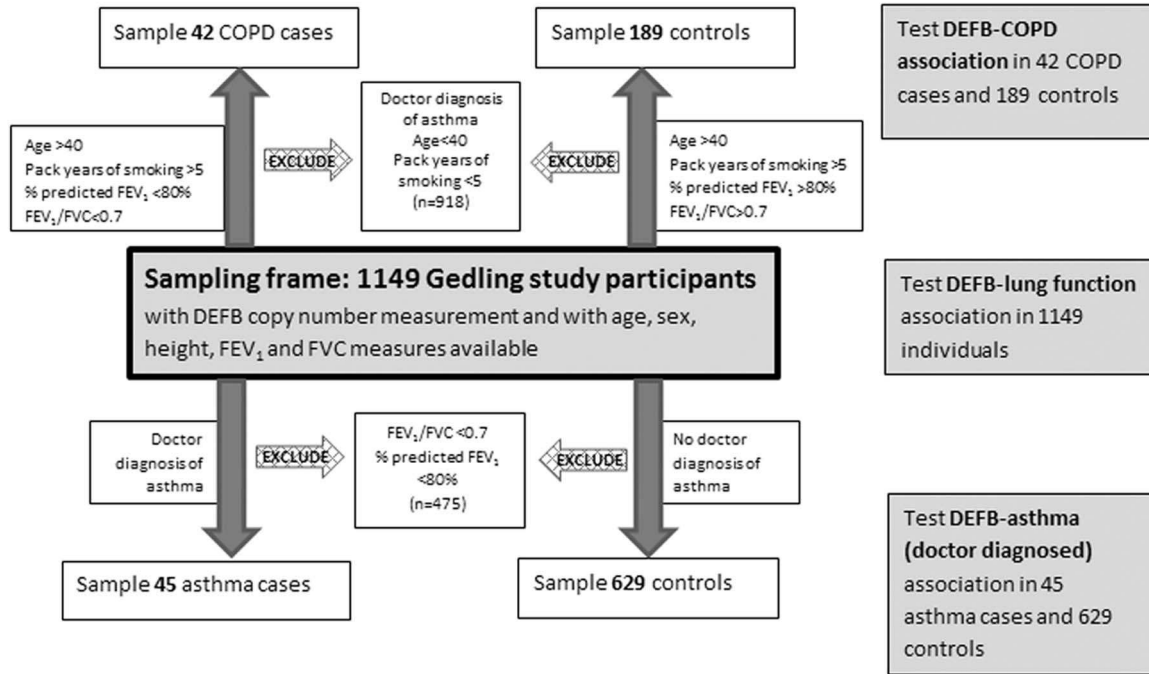 Sample 42 COPD cases
Sample 189 controls
Test DEFB-COPD
association in 42 COPD
cases and 189 controls
Age >40
Pack years of smoking >5
% predicted FEV₁ <80%
FEV₁/FVC<0.7
EXCLUDE
Doctor diagnosis
of asthma
Age<40
Pack years of
smoking <5
(n=918)
EXCLUDE
Age >40
Pack years of smoking >5
% predicted FEV₁ >80%
FEV₁/FVC>0.7
Sampling frame: 1149 Gedling study participants
with DEFB copy number measurement and with age, sex,
height, FEV₁ and FVC measures available
Test DEFB-lung function
association in 1149
individuals
Doctor
diagnosis of
asthma
EXCLUDE
FEV₁/FVC <0.7
% predicted FEV₁
<80%
(n=475)
EXCLUDE
No doctor
diagnosis of
asthma
Sample 45 asthma cases
Sample 629 controls
Test DEFB-asthma
(doctor diagnosed)
association in 45
asthma cases and 629
controls